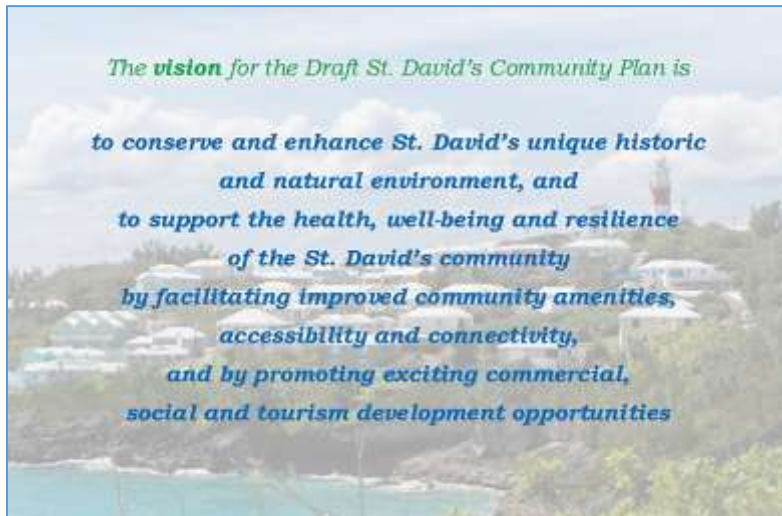 The vision for the Draft St. David's Community Plan is
to conserve and enhance St. David's unique historic
and natural environment, and
to support the health, well-being and resilience
of the St. David's community
by facilitating improved community amenities,
accessibility and connectivity,
and by promoting exciting commercial,
social and tourism development opportunities